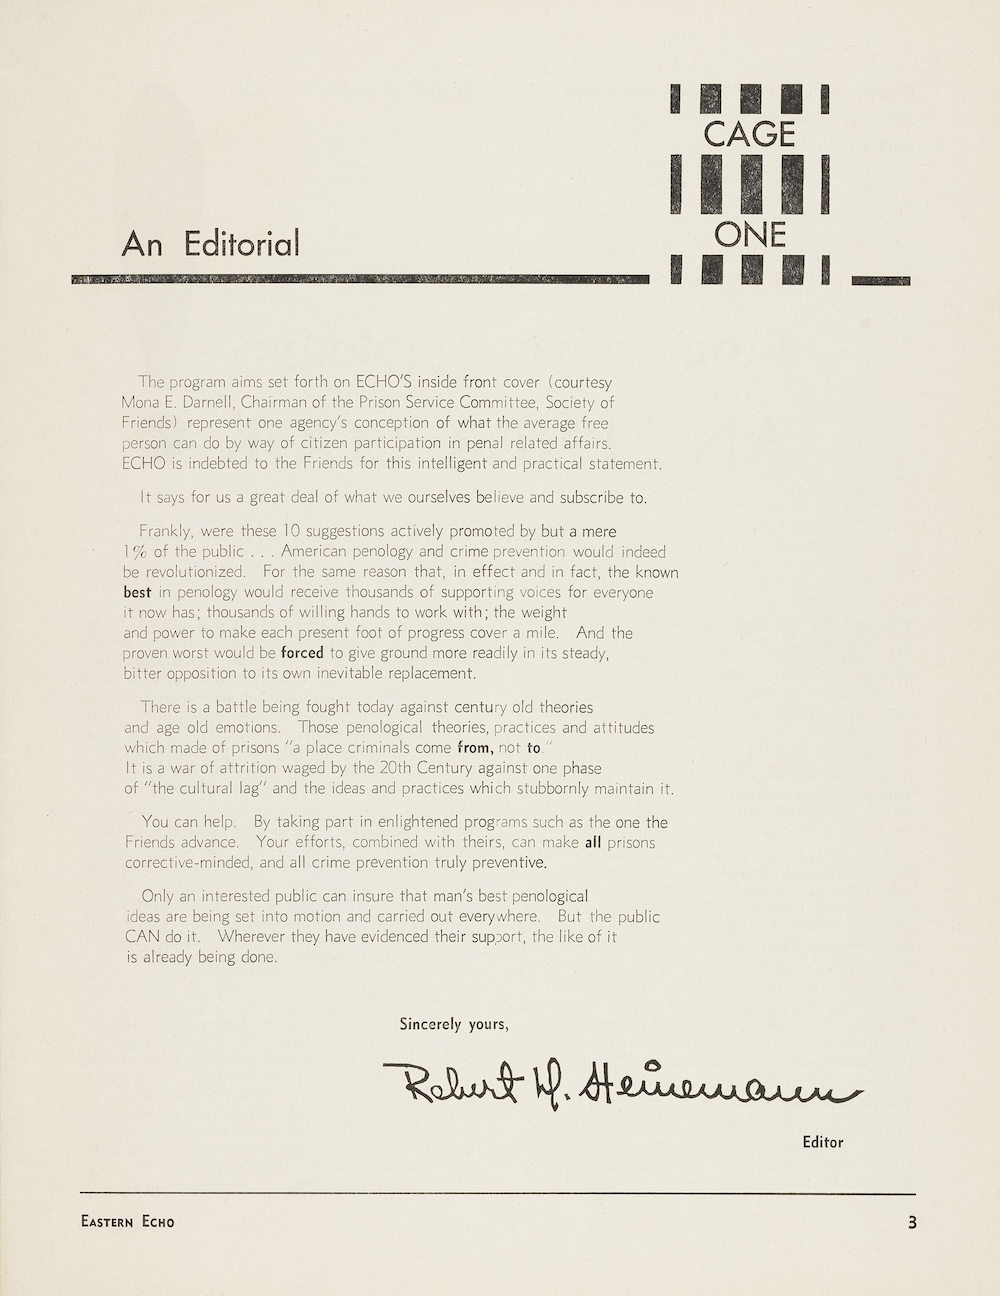 CAGE
ONE
An Editorial
The program aims set forth on ECHO'S inside front cover (courtesy
Mona E. Darnell, Chairman of the Prison Service Committee, Society of
Friends) represent one agency's conception of what the average free
person can do by way of citizen participation in penal related affairs.
ECHO is indebted to the Friends for this intelligent and practical statement.
It says for us a great deal of what we ourselves believe and subscribe to.
Frankly, were these 10 suggestions actively promoted by but a mere
1% of the public . . . American penology and crime prevention would indeed
be revolutionized. For the same reason that, in effect and in fact, the known
best in penology would receive thousands of supporting voices for everyone
it now has; thousands of willing hands to work with; the weight
and power to make each present foot of progress cover a mile. And the
proven worst would be forced to give ground more readily in its steady,
bitter opposition to its own inevitable replacement.
There is a battle being fought today against century old theories
and age old emotions. Those penological theories, practices and attitudes
which made of prisons "a place criminals come from, not to."
It is a war of attrition waged by the 20th Century against one phase
of "the cultural lag" and the ideas and practices which stubbornly maintain it.
You can help. By taking part in enlightened programs such as the one the
Friends advance. Your efforts, combined with theirs, can make all prisons
corrective-minded, and all crime prevention truly preventive.
Only an interested public can insure that man's best penological
ideas are being set into motion and carried out everywhere. But the public
CAN do it. Wherever they have evidenced their support, the like of it
is already being done.
Sincerely yours,
Robert W. Heinemann
Editor
EASTERN ECHO 3